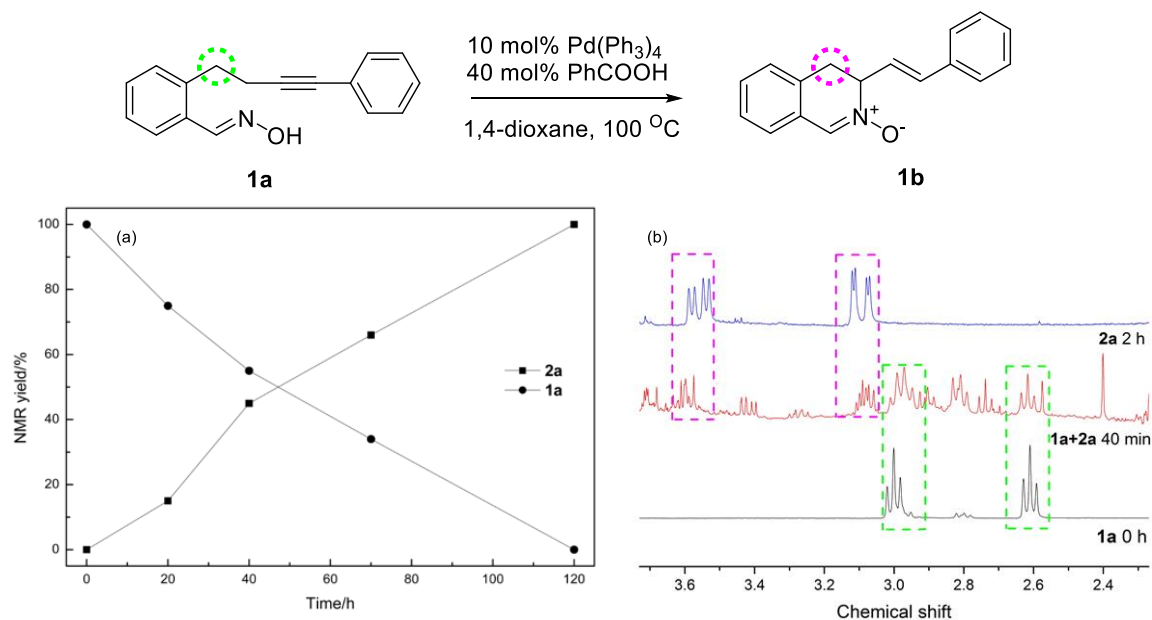 10 mol% Pd(Ph₃)₄
40 mol% PhCOOH
1,4-dioxane, 100 ᴼC
N
OH
N⁺
O⁻
1a
1b
(a)
NMR yield/%
100
80
60
40
20
0
2a
1a
0
20
40
60
80
100
120
Time/h
(b)
2a 2 h
1a+2a 40 min
1a 0 h
3.6
3.4
3.2
3.0
2.8
2.6
2.4
Chemical shift